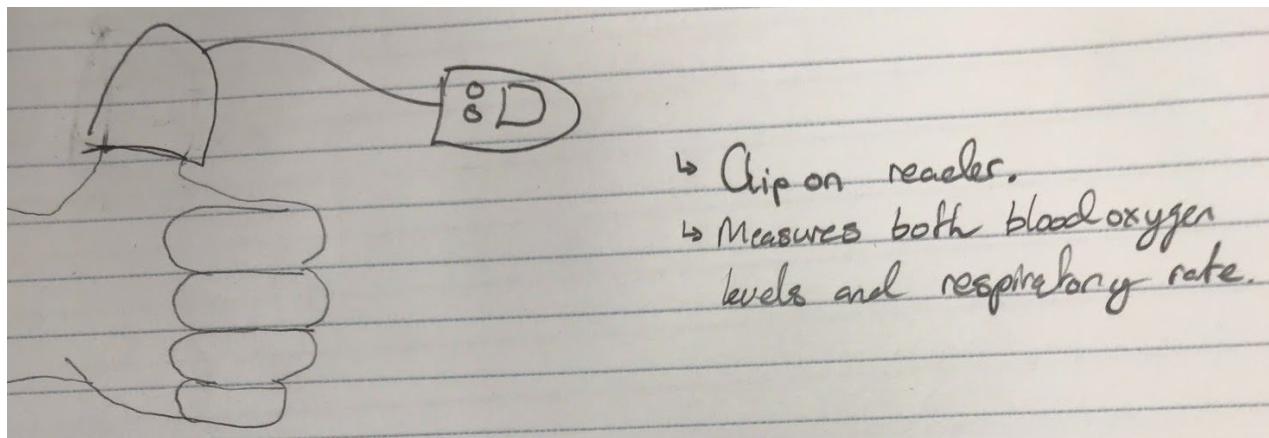 ↳ Clip on reader.
↳ Measures both blood oxygen
levels and respiratory rate.